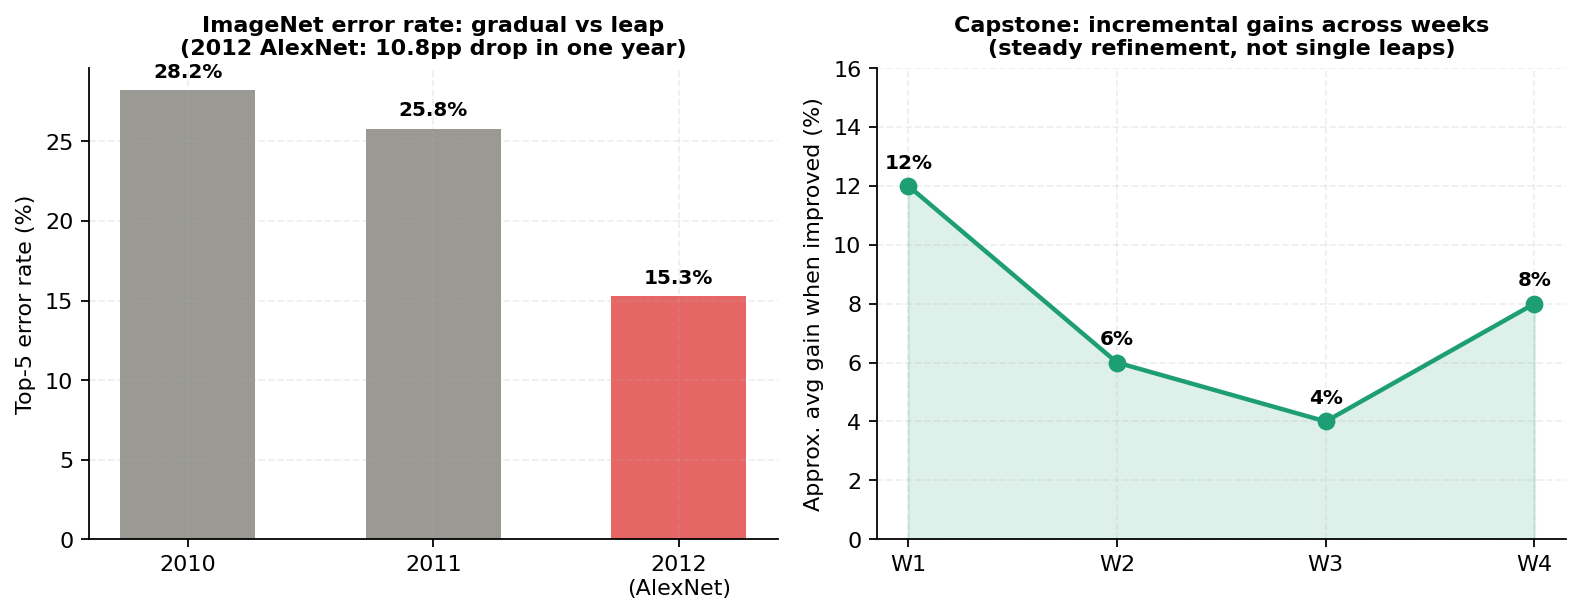 ImageNet error rate: gradual vs leap
(2012 AlexNet: 10.8pp drop in one year)
28.2%
25.8%
15.3%
Top-5 error rate (%)
25
20
15
10
5
0
2010
2011
2012
(AlexNet)
Capstone: incremental gains across weeks
(steady refinement, not single leaps)
Approx. avg gain when improved (%)
16
14
12
10
8
6
4
2
0
12%
6%
4%
8%
W1
W2
W3
W4